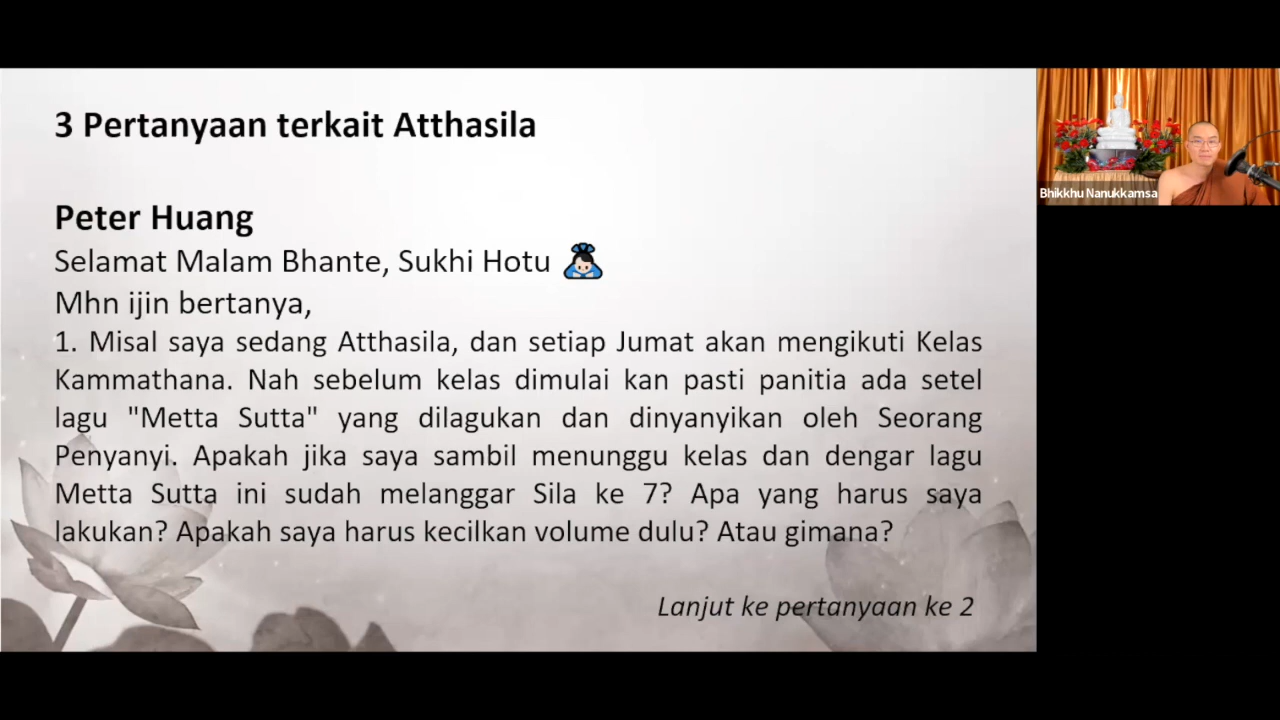 3 Pertanyaan terkait Atthasila
Peter Huang
Selamat Malam Bhante, Sukhi Hotu 🙇
Mhn ijin bertanya,
1. Misal saya sedang Atthasila, dan setiap Jumat akan mengikuti Kelas
Kammathana. Nah sebelum kelas dimulai kan pasti panitia ada setel
lagu "Metta Sutta" yang dilagukan dan dinyanyikan oleh Seorang
Penyanyi. Apakah jika saya sambil menunggu kelas dan dengar lagu
Metta Sutta ini sudah melanggar Sila ke 7? Apa yang harus saya
lakukan? Apakah saya harus kecilkan volume dulu? Atau gimana?
Lanjut ke pertanyaan ke 2
Bhikkhu Nanukkamsa